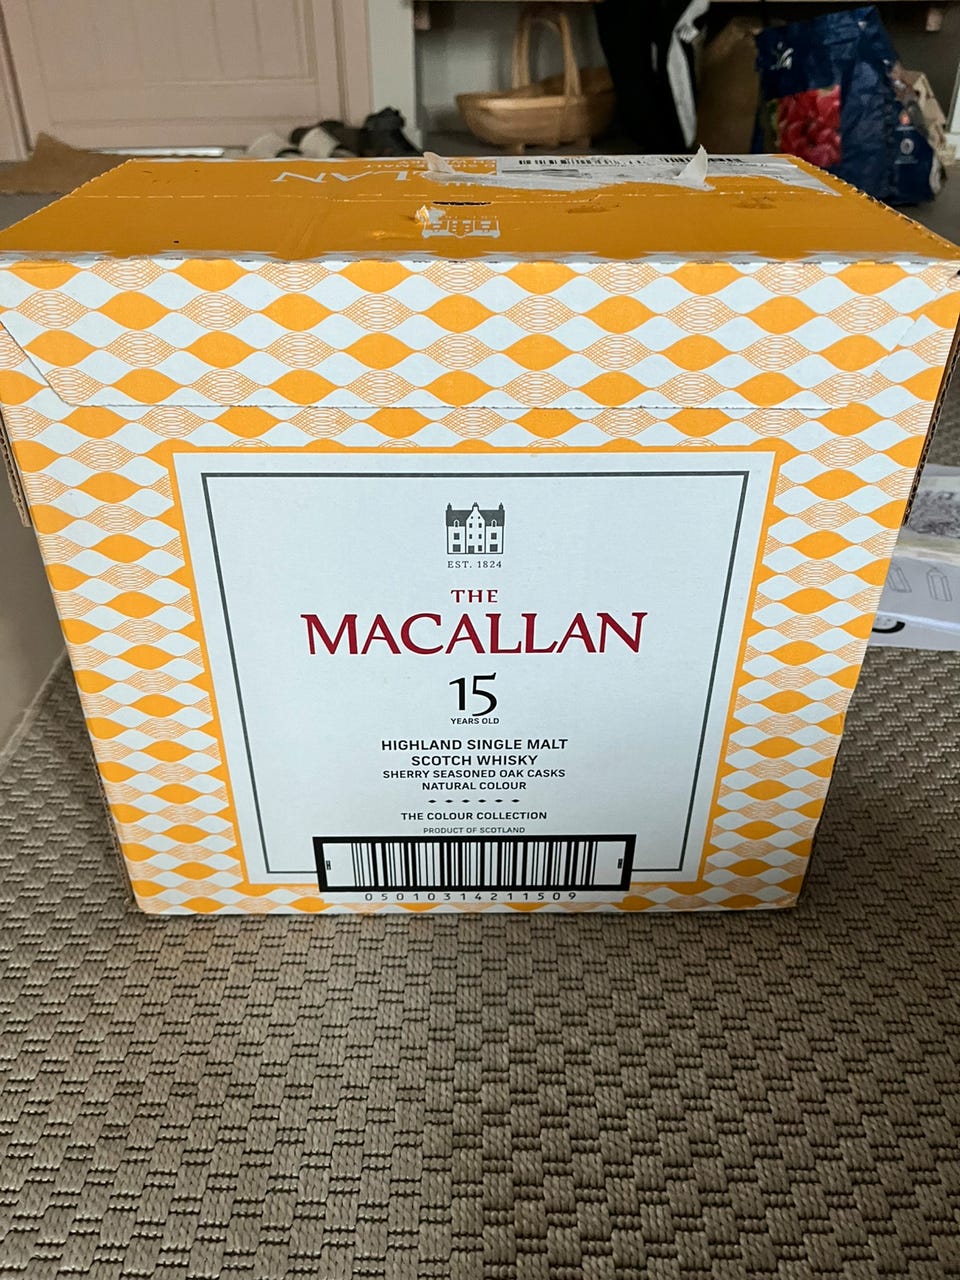 EST. 1824
THE
MACALLAN
15
YEARS OLD
HIGHLAND SINGLE MALT
SCOTCH WHISKY
SHERRY SEASONED OAK CASKS
NATURAL COLOUR
THE COLOUR COLLECTION
PRODUCT OF SCOTLAND
05010314211509